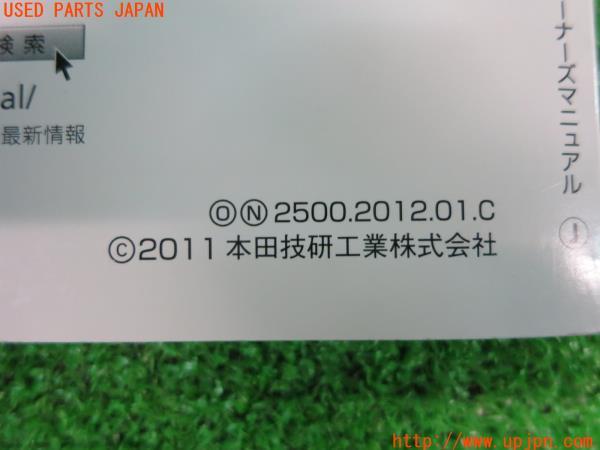 USED PARTS JAPAN
検索
al/
最新情報
ーナーズマニュアル Ⓙ
ⓄⓃ2500.2012.01.C
©2011 本田技研工業株式会社
http://www.upjpn.com/